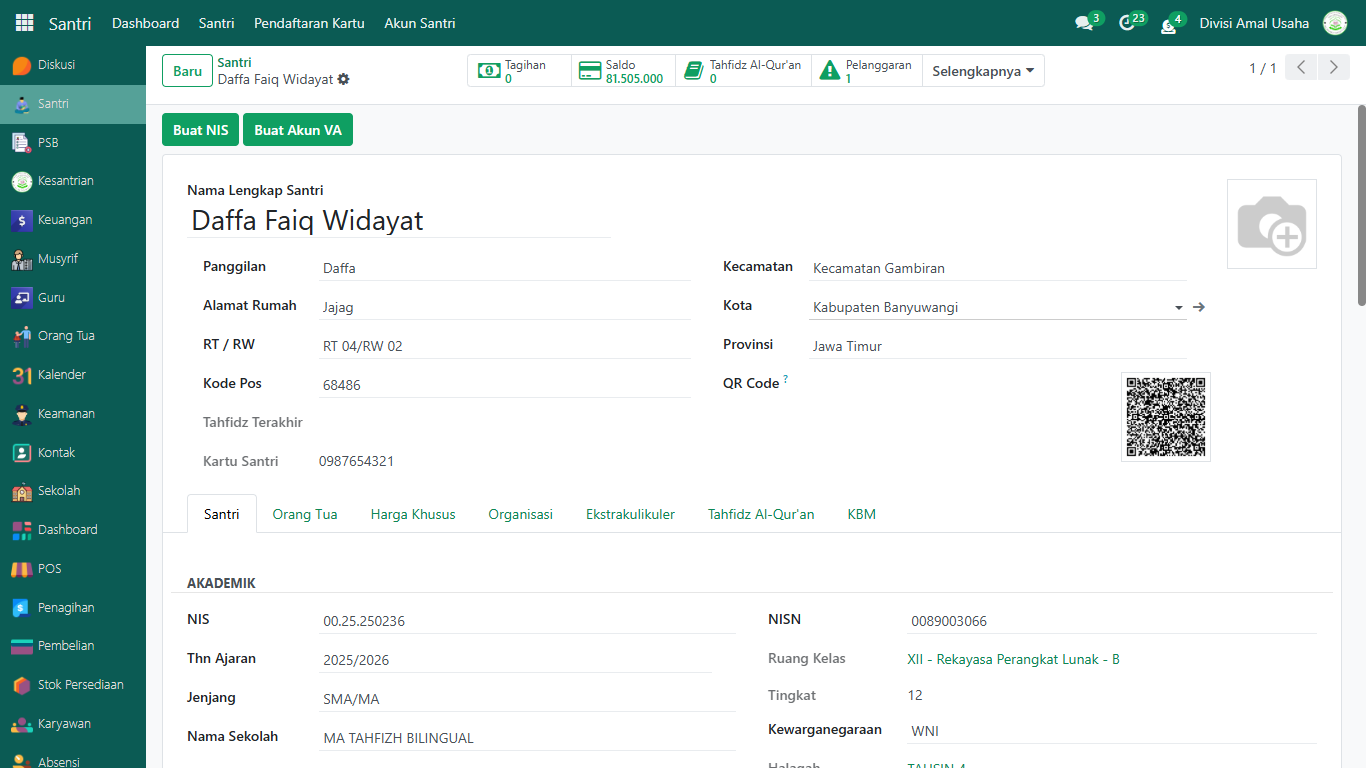 Santri Dashboard Santri Pendaftaran Kartu Akun Santri 3 23 4 Divisi Amal Usaha
Diskusi
Santri
PSB
Kesantrian
Keuangan
Musyrif
Guru
Orang Tua
31 Kalender
Keamanan
Kontak
Sekolah
Dashboard
POS
Penagihan
Pembelian
Stok Persediaan
Karyawan
Absensi
Baru
Santri
Daffa Faiq Widayat
Tagihan
0
Saldo
81.505.000
Tahfidz Al-Qur'an
0
Pelanggaran
1
Selengkapnya
1 / 1
Buat NIS Buat Akun VA
Nama Lengkap Santri
Daffa Faiq Widayat
Panggilan Daffa
Alamat Rumah Jajag
RT / RW RT 04/RW 02
Kode Pos 68486
Tahfidz Terakhir
Kartu Santri 0987654321
Kecamatan Kecamatan Gambiran
Kota Kabupaten Banyuwangi
Provinsi Jawa Timur
QR Code ?
Santri Orang Tua Harga Khusus Organisasi Ekstrakulikuler Tahfidz Al-Qur'an KBM
AKADEMIK
NIS 00.25.250236
Thn Ajaran 2025/2026
Jenjang SMA/MA
Nama Sekolah MA TAHFIZH BILINGUAL
NISN 0089003066
Ruang Kelas XII - Rekayasa Perangkat Lunak - B
Tingkat 12
Kewarganegaraan WNI
Halaqah TAHSIN 4